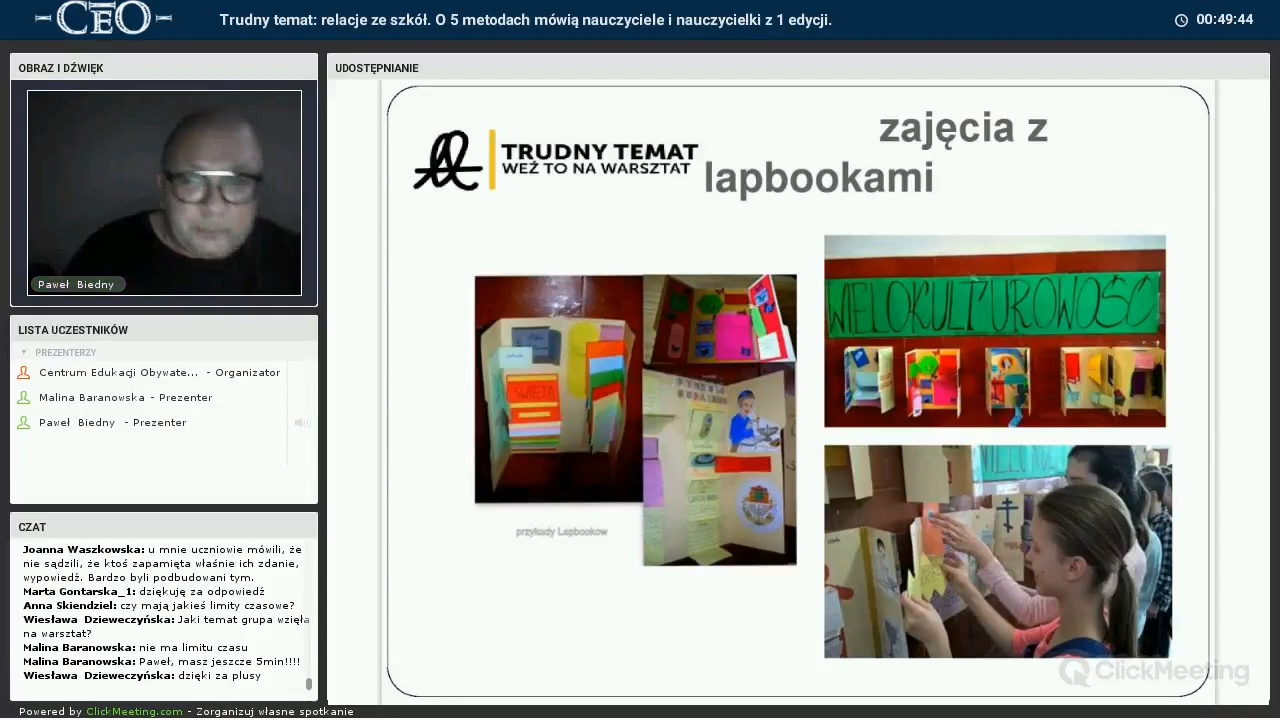 CEO
Trudny temat: relacje ze szkół. O 5 metodach mówią nauczyciele i nauczycielki z 1 edycji.
00:49:44
OBRAZ I DŹWIĘK
Paweł Biedny
LISTA UCZESTNIKÓW
PREZENTERZY
Centrum Edukacji Obywate... - Organizator
Malina Baranowska - Prezenter
Paweł Biedny - Prezenter
CZAT
Joanna Waszkowska: u mnie uczniowie mówili, że
nie sądzili, że ktoś zapamięta właśnie ich zdanie,
wypowiedź. Bardzo byli podbudowani tym.
Marta Gontarska_1: dziękuję za odpowiedź
Anna Skiendziel: czy mają jakieś limity czasowe?
Wiesława Dzieweczyńska: Jaki temat grupa wzięła
na warsztat?
Malina Baranowska: nie ma limitu czasu
Malina Baranowska: Paweł, masz jeszcze 5min!!!!
Wiesława Dzieweczyńska: dzięki za plusy
UDOSTĘPNIANIE
TRUDNY TEMAT
WEŹ TO NA WARSZTAT
zajęcia z
lapbookami
ŚWIĘTA
przykłady Lapbookow
WIELOKULTUROWOŚĆ
ClickMeeting
Powered by ClickMeeting.com - Zorganizuj własne spotkanie